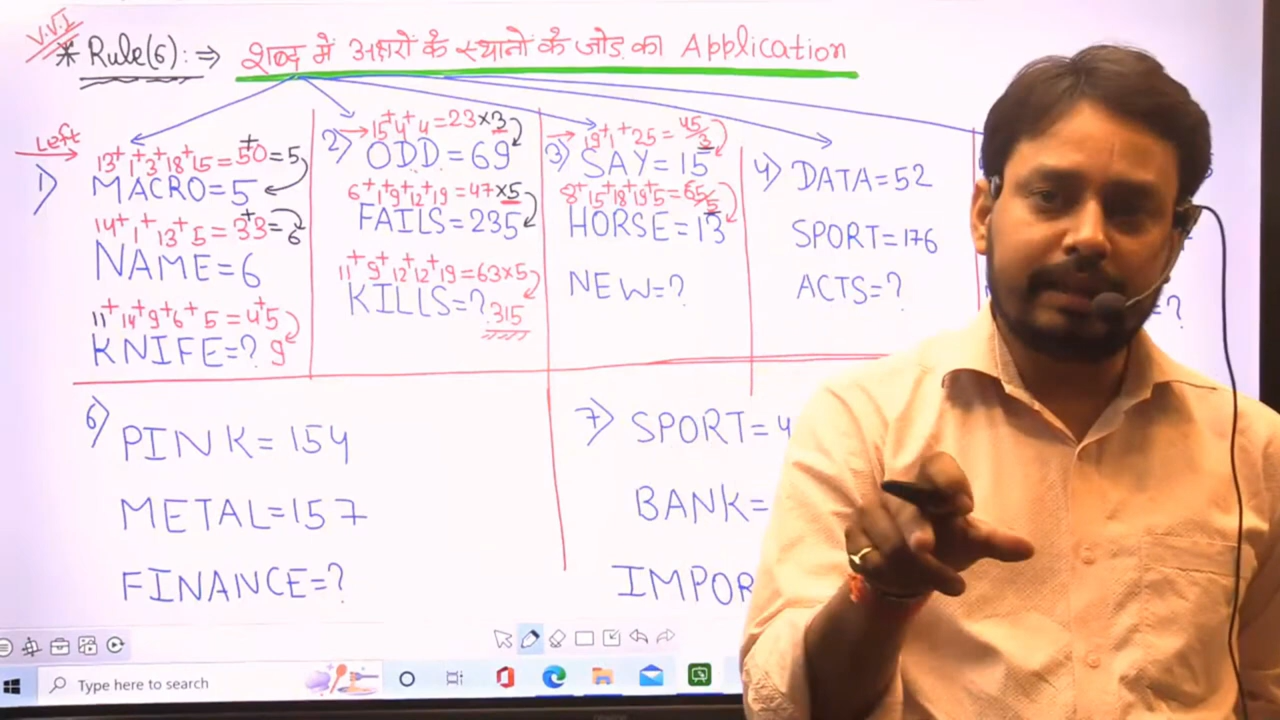 V.V.I
* Rule(6):⇒ शब्द में अक्षरों के स्थानो के जोड़ का Application
Left
13+1+3+18+15=50=5
1) MACRO=5
14+1+13+5=33=6
NAME=6
11+14+9+6+5=45
KNIFE=? 9
15+4+4=23×3
2) ODD=69
6+1+9+12+19=47×5
FAILS=235
11+9+12+12+19=63×5
KILLS=? 315
19+1+25=45/3
3) SAY=15
8+15+18+19+5=65/5
HORSE=13
NEW=?
4) DATA=52
SPORT=176
ACTS=?
=?
6) PINK=154
METAL=157
FINANCE=?
7) SPORT=4
BANK=
IMPOR
Type here to search